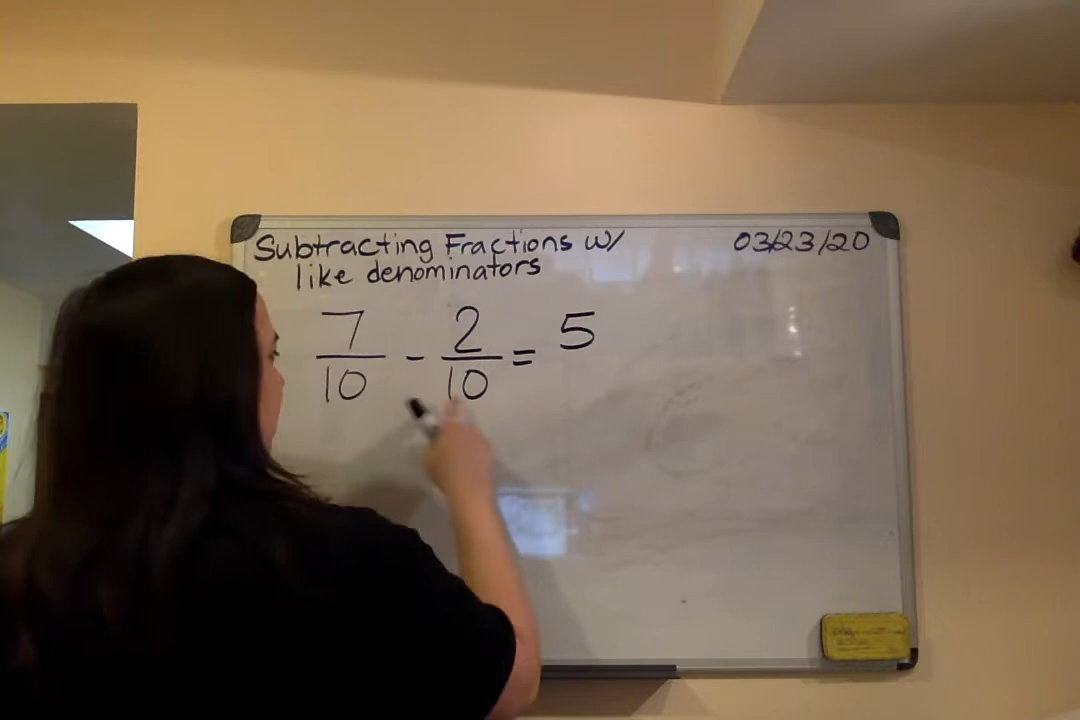 Subtracting Fractions w/ 03/23/20
like denominators
7 2 5
- =
10 10